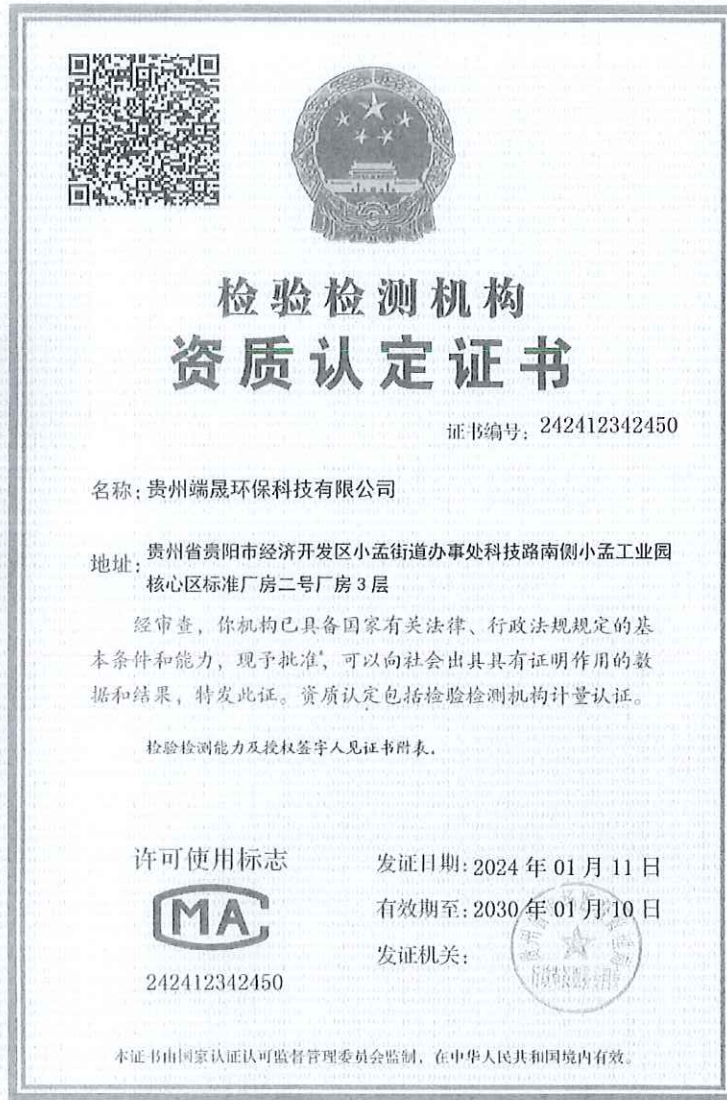 检验检测机构
资质认定证书
证书编号：242412342450
名称：贵州端晟环保科技有限公司
地址：贵州省贵阳市经济开发区小孟街道办事处科技路南侧小孟工业园
核心区标准厂房二号厂房3层
经审查，你机构已具备国家有关法律、行政法规规定的基
本条件和能力，现予批准，可以向社会出具具有证明作用的数
据和结果，特发此证。资质认定包括检验检测机构计量认证。
检验检测能力及授权签字人见证书附表。
许可使用标志
MA
242412342450
发证日期：2024年01月11日
有效期至：2030年01月10日
发证机关：
本证书由国家认证认可监督管理委员会监制，在中华人民共和国境内有效。